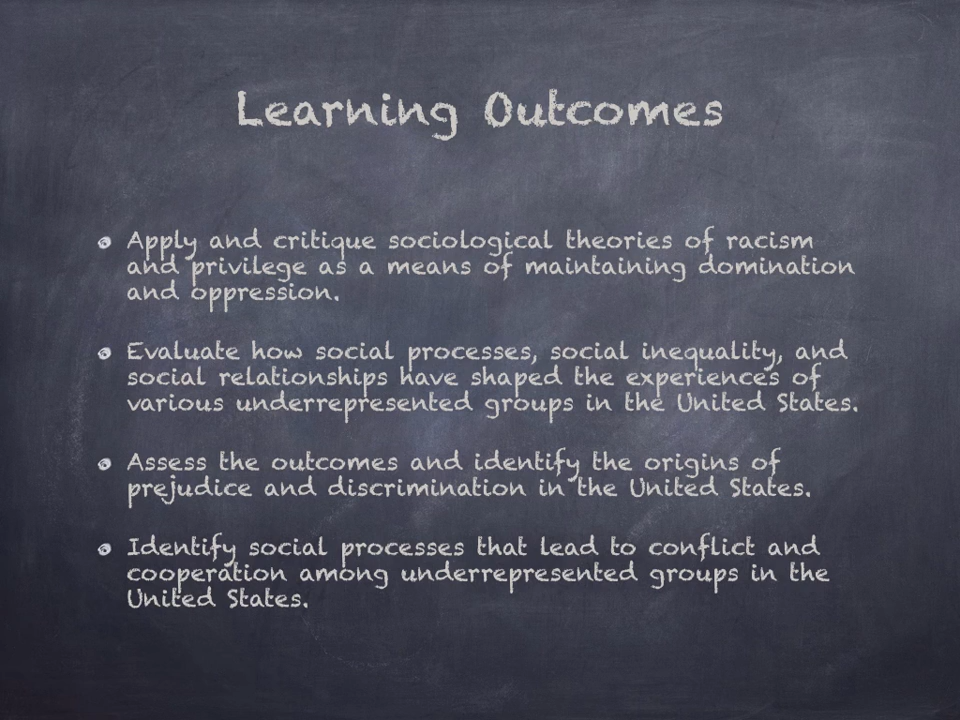 Learning Outcomes
Apply and critique sociological theories of racism
and privilege as a means of maintaining domination
and oppression.
Evaluate how social processes, social inequality, and
social relationships have shaped the experiences of
various underrepresented groups in the United States.
Assess the outcomes and identify the origins of
prejudice and discrimination in the United States.
Identify social processes that lead to conflict and
cooperation among underrepresented groups in the
United States.